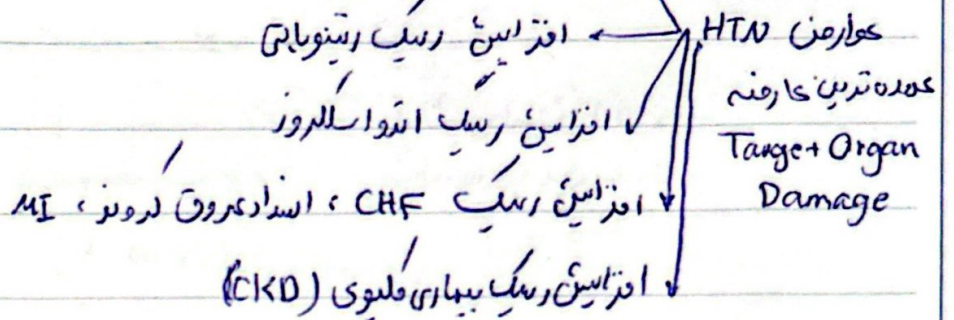 عوارض HTN
عمده ترین عارضه
Target Organ
Damage
افزایش ریسک رتینوپاتی
افزایش ریسک اترواسکلروز
افزایش ریسک CHF ، انسداد عروق کرونر ، MI
افزایش ریسک بیماری کلیوی (CKD)